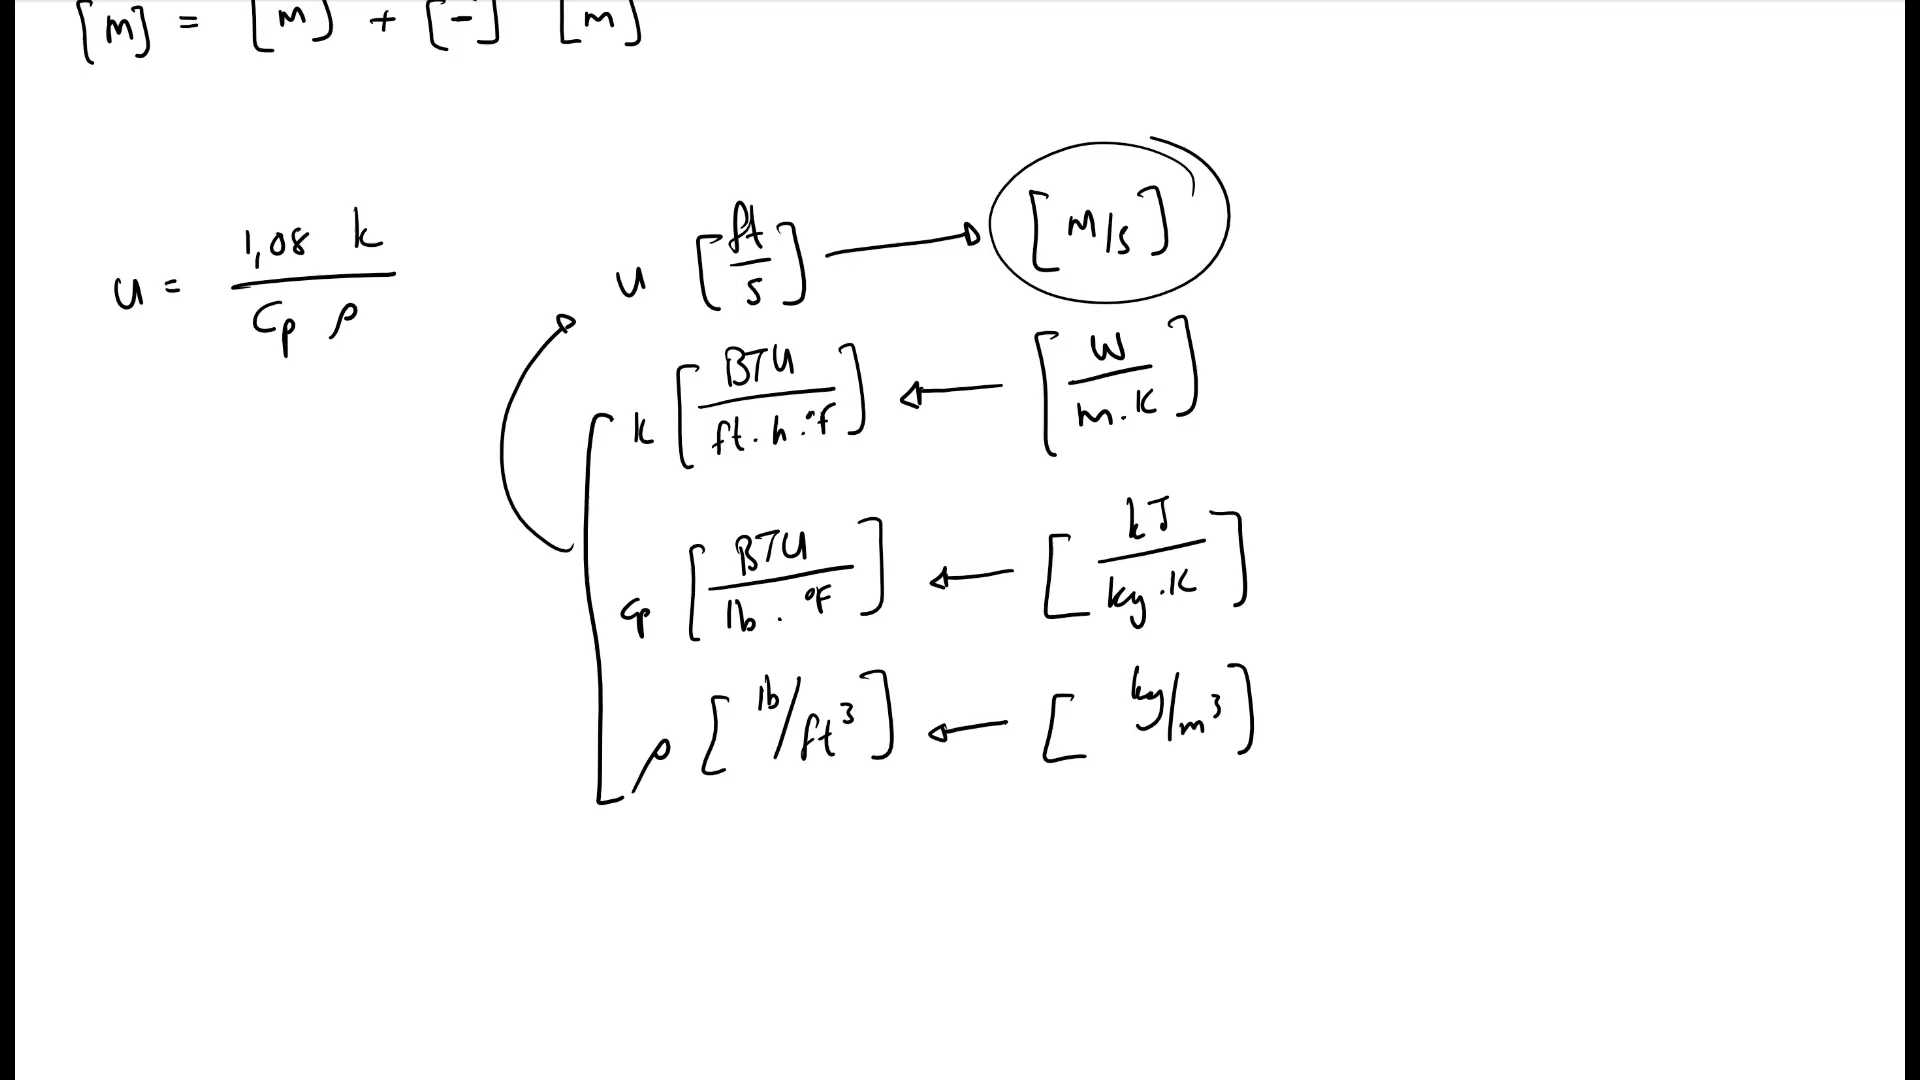 [m] = [m] + [-] [m]
u = 1,08 k / Cp ρ
u [ft/s] → [m/s]
k [BTU / ft.h.°F] ← [W / m.K]
Cp [BTU / lb.°F] ← [kJ / kg.K]
ρ [lb/ft³] ← [kg/m³]